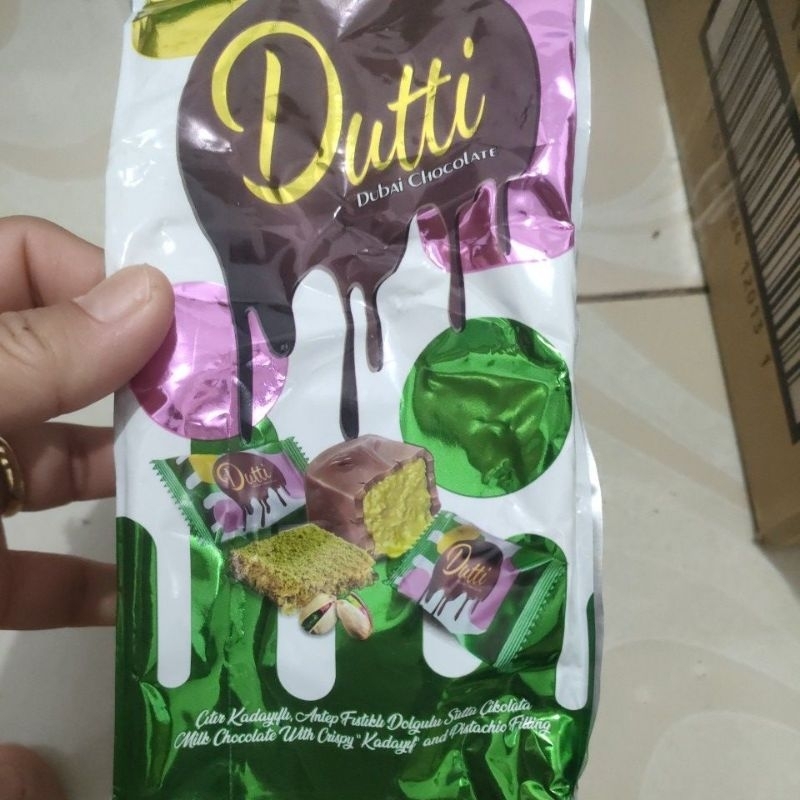 Dutti
Dubai Chocolate
Dutti
Dutti
Çıtır Kadayıflı, Antep Fıstıklı Dolgulu Sütlü Çikolata
Milk Chocolate With Crispy "Kadayıf" and Pistachio Filling